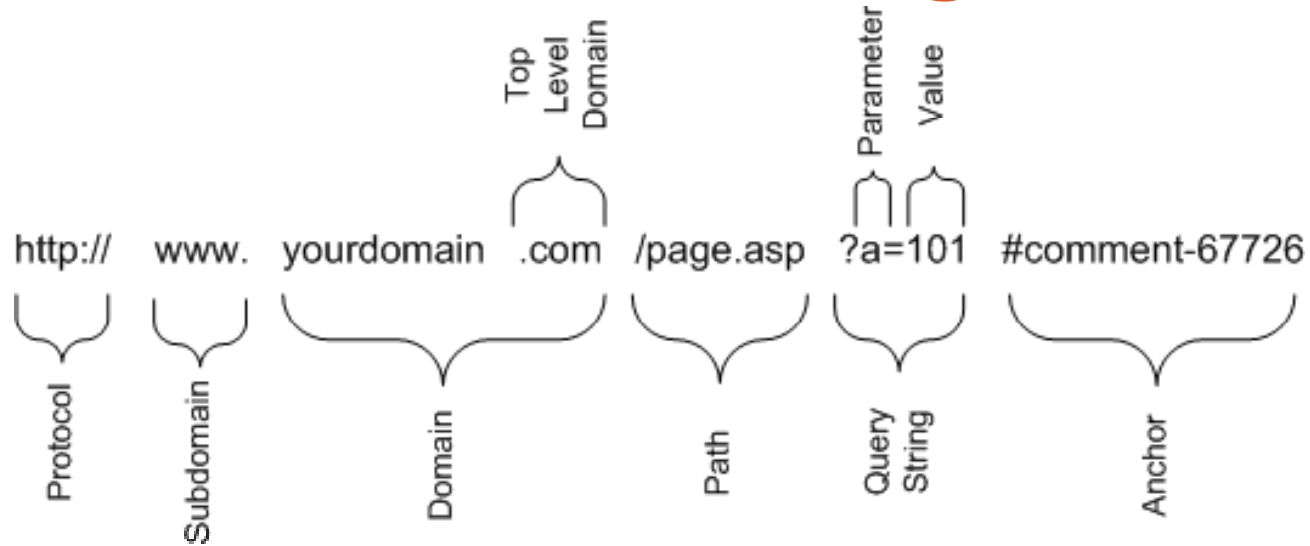 Top
Level
Domain
Parameter
Value
http:// www. yourdomain .com /page.asp ?a=101 #comment-67726
Protocol
Subdomain
Domain
Path
Query
String
Anchor